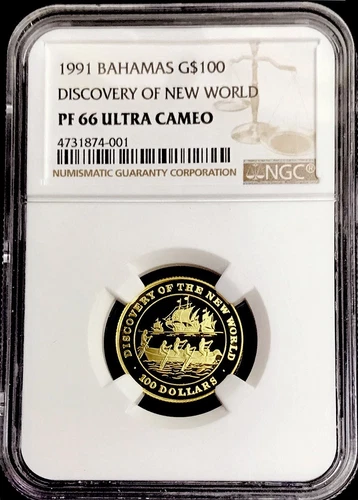 1991 BAHAMAS G$100
DISCOVERY OF NEW WORLD
PF 66 ULTRA CAMEO
4731874-001
NUMISMATIC GUARANTY CORPORATION
NGC®
DISCOVERY OF THE NEW WORLD
100 DOLLARS